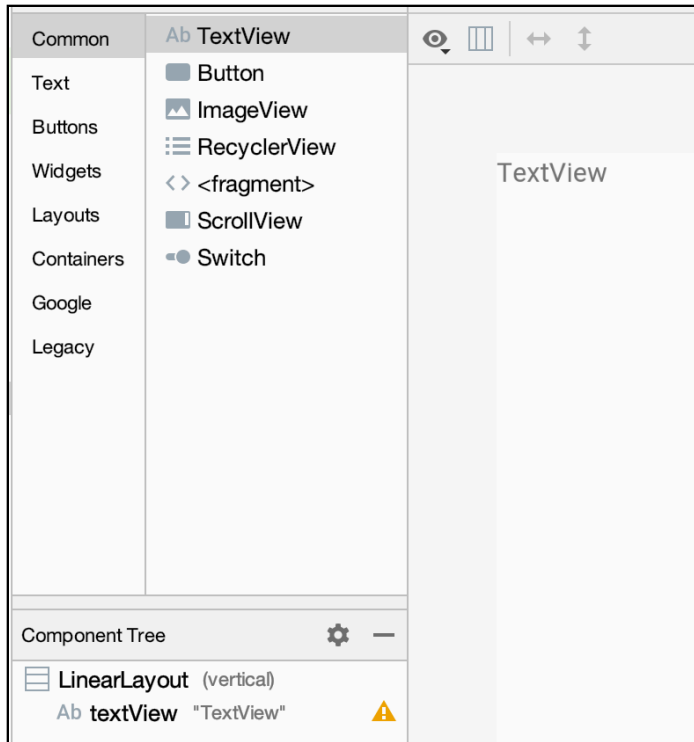 Common
Text
Buttons
Widgets
Layouts
Containers
Google
Legacy
Ab TextView
Button
ImageView
RecyclerView
<fragment>
ScrollView
Switch
TextView
Component Tree
LinearLayout (vertical)
Ab textView "TextView"